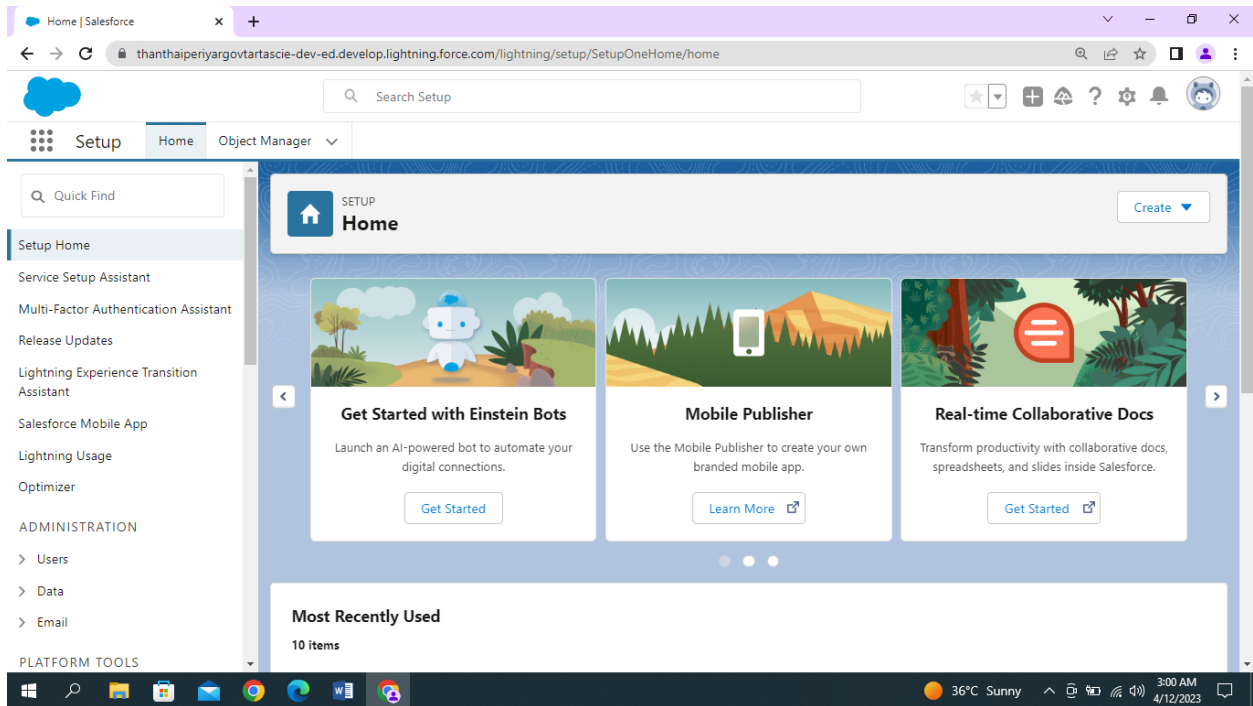 Home | Salesforce
thanthaiperiyargovtartascie-dev-ed.develop.lightning.force.com/lightning/setup/SetupOneHome/home
Search Setup
Setup Home Object Manager
Quick Find
Setup Home
Service Setup Assistant
Multi-Factor Authentication Assistant
Release Updates
Lightning Experience Transition
Assistant
Salesforce Mobile App
Lightning Usage
Optimizer
ADMINISTRATION
Users
Data
Email
PLATFORM TOOLS
SETUP
Home
Create
Get Started with Einstein Bots
Launch an AI-powered bot to automate your
digital connections.
Get Started
Mobile Publisher
Use the Mobile Publisher to create your own
branded mobile app.
Learn More
Real-time Collaborative Docs
Transform productivity with collaborative docs,
spreadsheets, and slides inside Salesforce.
Get Started
Most Recently Used
10 items
36°C Sunny
3:00 AM
4/12/2023